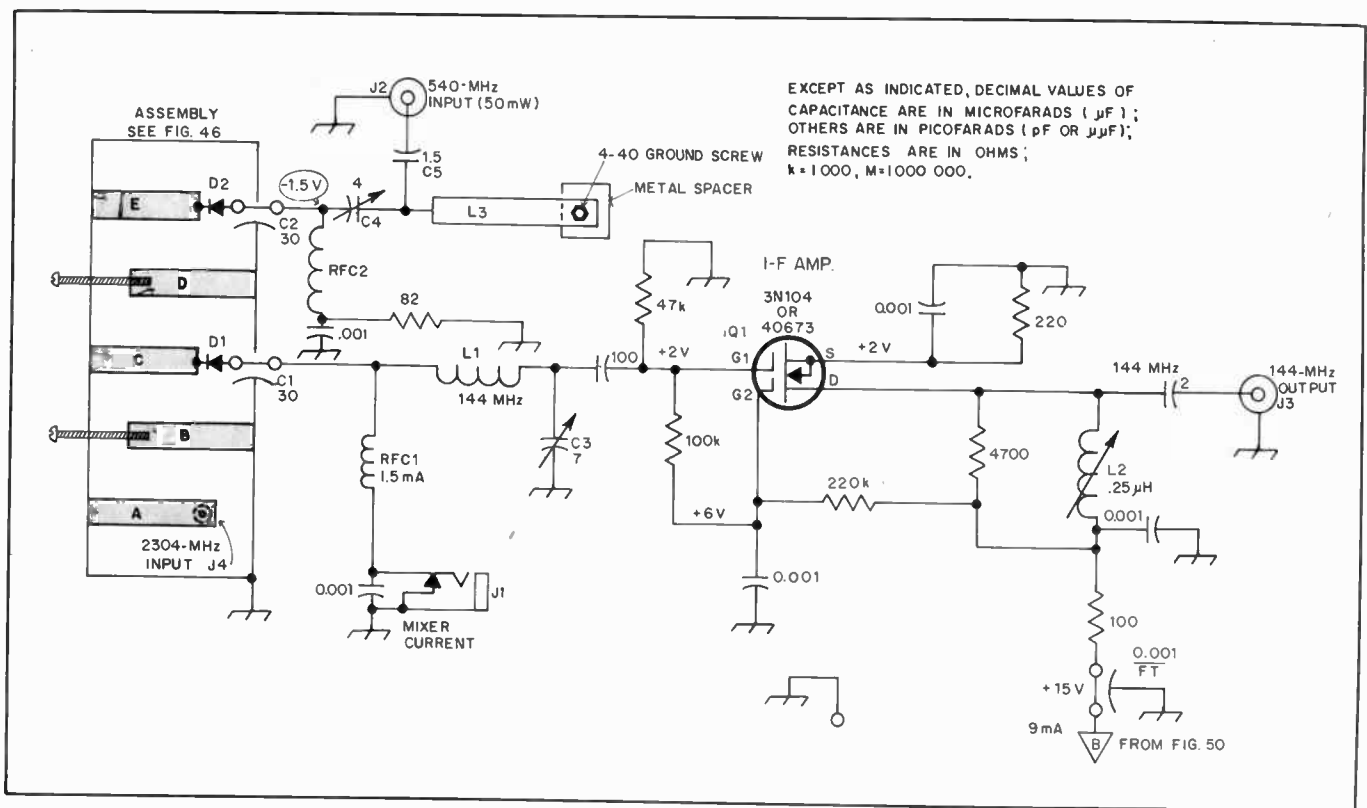 EXCEPT AS INDICATED, DECIMAL VALUES OF
CAPACITANCE ARE IN MICROFARADS ( µF ) ;
OTHERS ARE IN PICOFARADS ( pF OR µµF);
RESISTANCES ARE IN OHMS ;
k = 1000, M=1000 000.
J2
540-MHz
INPUT (50mW)
ASSEMBLY
SEE FIG. 46
1.5
C5
4-40 GROUND SCREW
METAL SPACER
D2
-1.5 V
4
C4
E
L3
C2
30
RFC2
D
82
.001
47k
I-F AMP.
3N104
OR
40673
Q1
0.001
220
D1
C
C1
30
L1
144 MHz
100
+2V
G1
G2
S
D
+2V
144 MHz
2
144-MHz
OUTPUT
J3
B
RFC1
1.5mA
C3
7
100k
4700
L2
.25µH
220k
A
+6V
0.001
2304-MHz
INPUT J4
0.001
J1
MIXER
CURRENT
0.001
100
0.001
FT
+15V
9mA
B
FROM FIG. 50